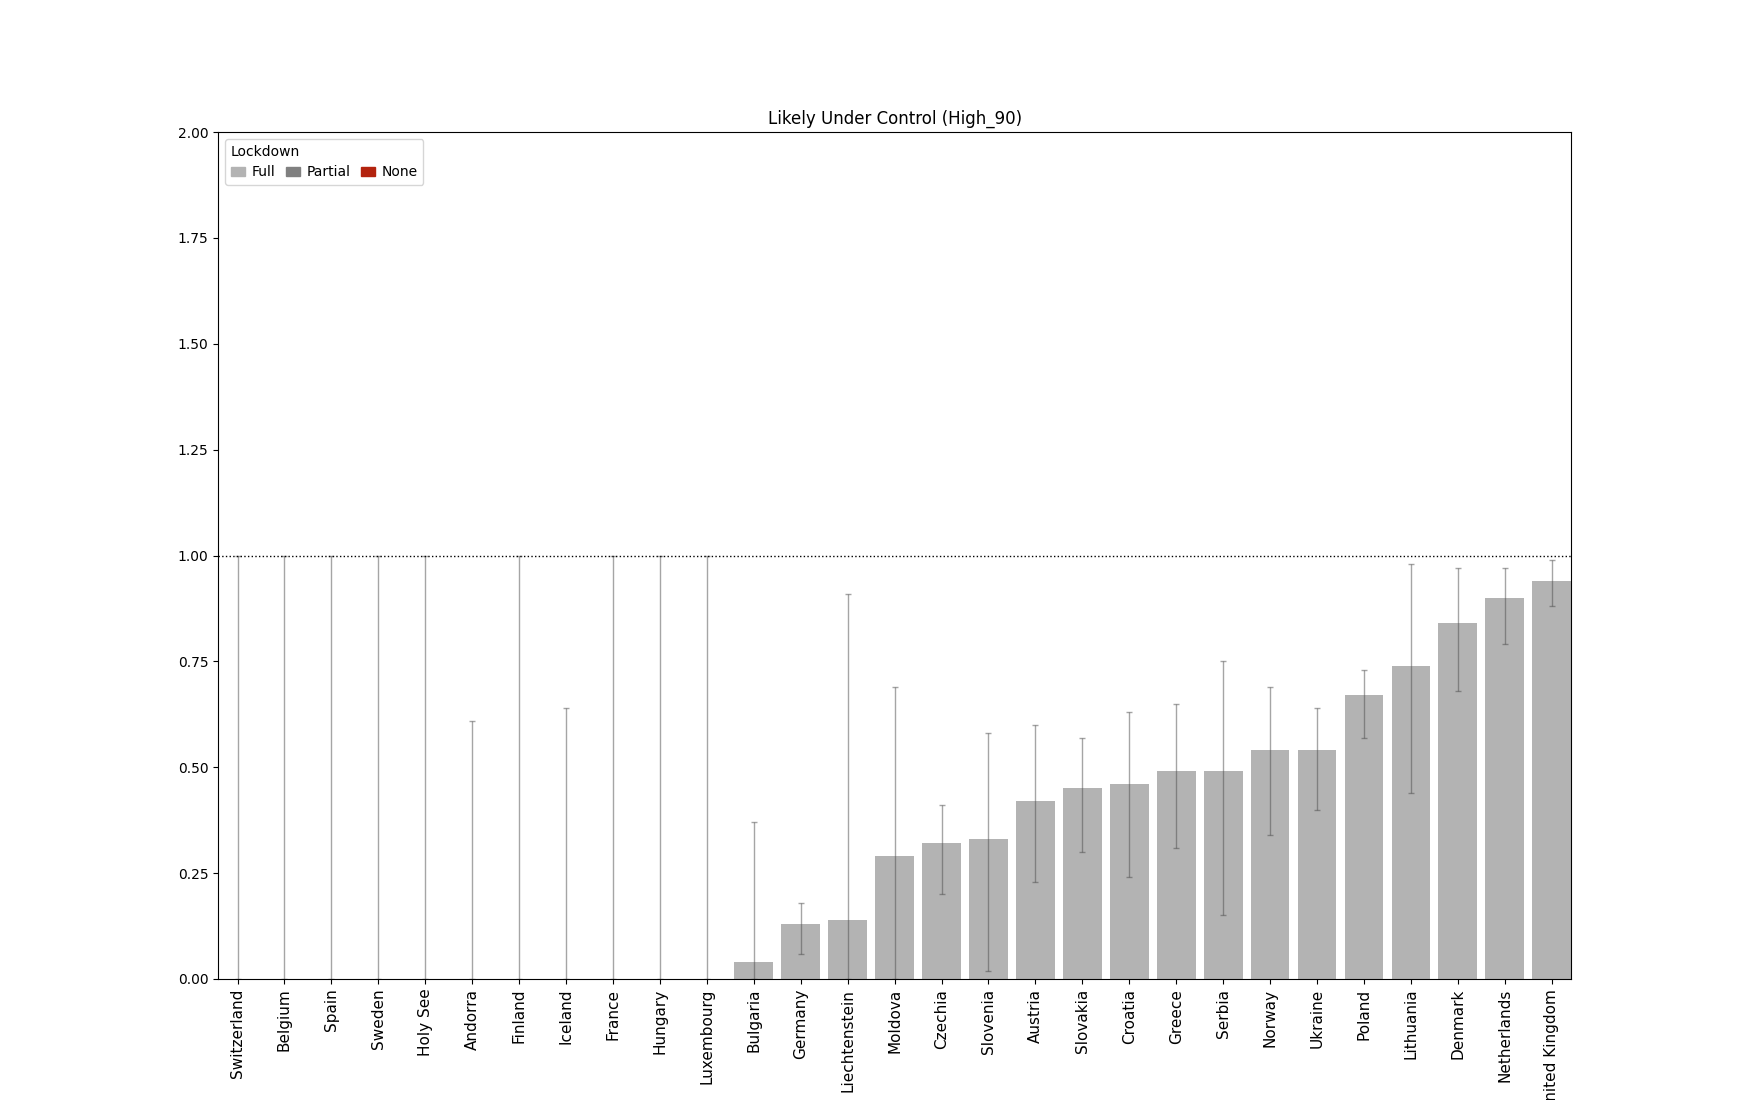 Likely Under Control (High_90)
Lockdown
Full Partial None
2.00
1.75
1.50
1.25
1.00
0.75
0.50
0.25
0.00
Switzerland
Belgium
Spain
Sweden
Holy See
Andorra
Finland
Iceland
France
Hungary
Luxembourg
Bulgaria
Germany
Liechtenstein
Moldova
Czechia
Slovenia
Austria
Slovakia
Croatia
Greece
Serbia
Norway
Ukraine
Poland
Lithuania
Denmark
Netherlands
nited Kingdom